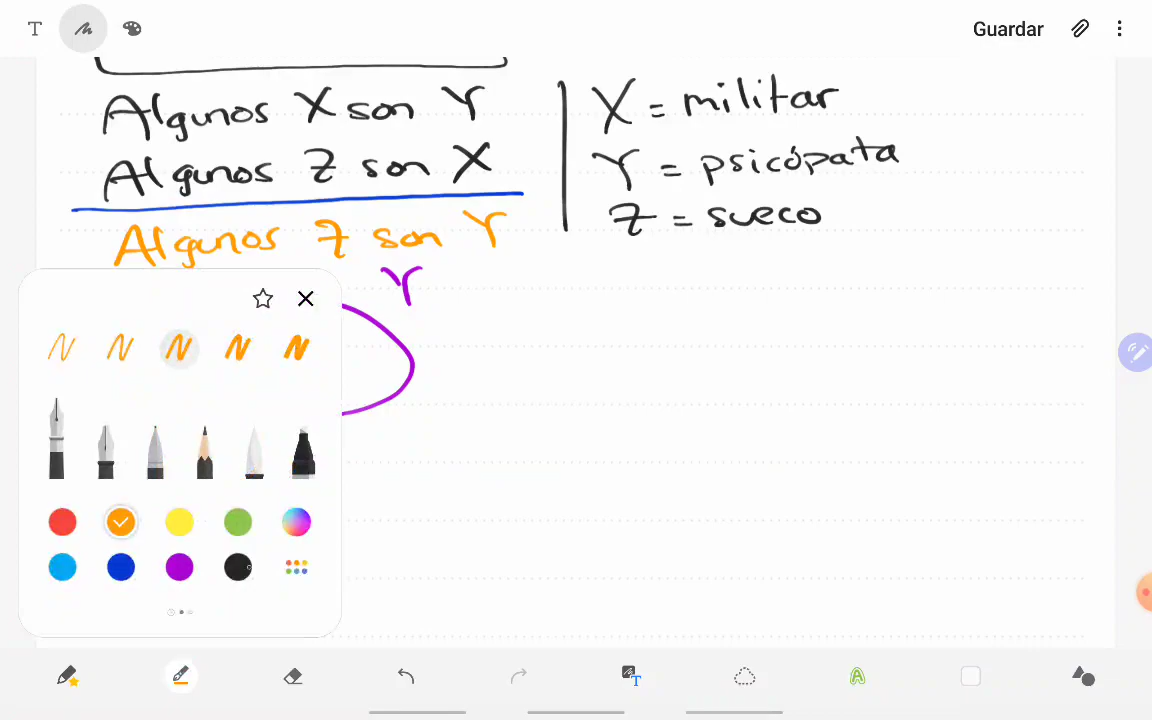 T Guardar
Algunos X son Y
Algunos Z son X
Algunos Z son Y
X = militar
Y = psicópata
Z = sueco
Y